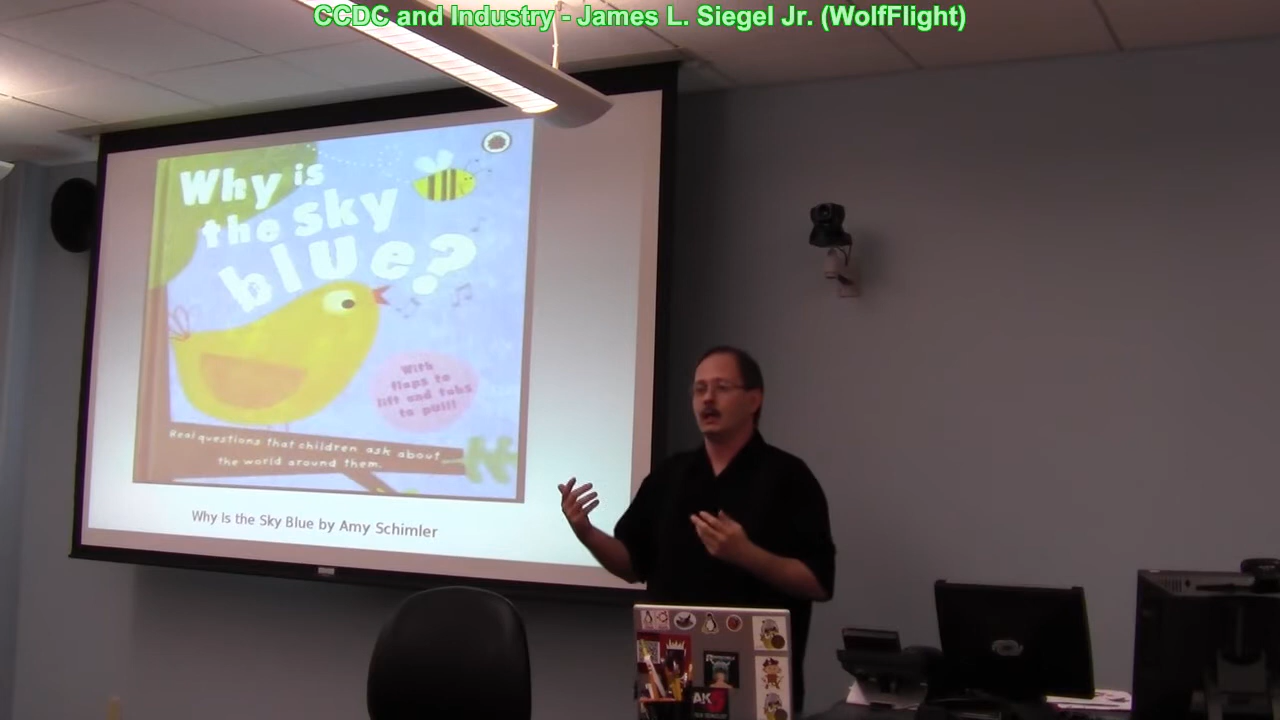 CCDC and Industry - James L. Siegel Jr. (WolfFlight)
Why is
the sky
blue?
With
flaps to
lift and tabs
to pull!
Real questions that children ask about
the world around them.
Why Is the Sky Blue by Amy Schimler
AK